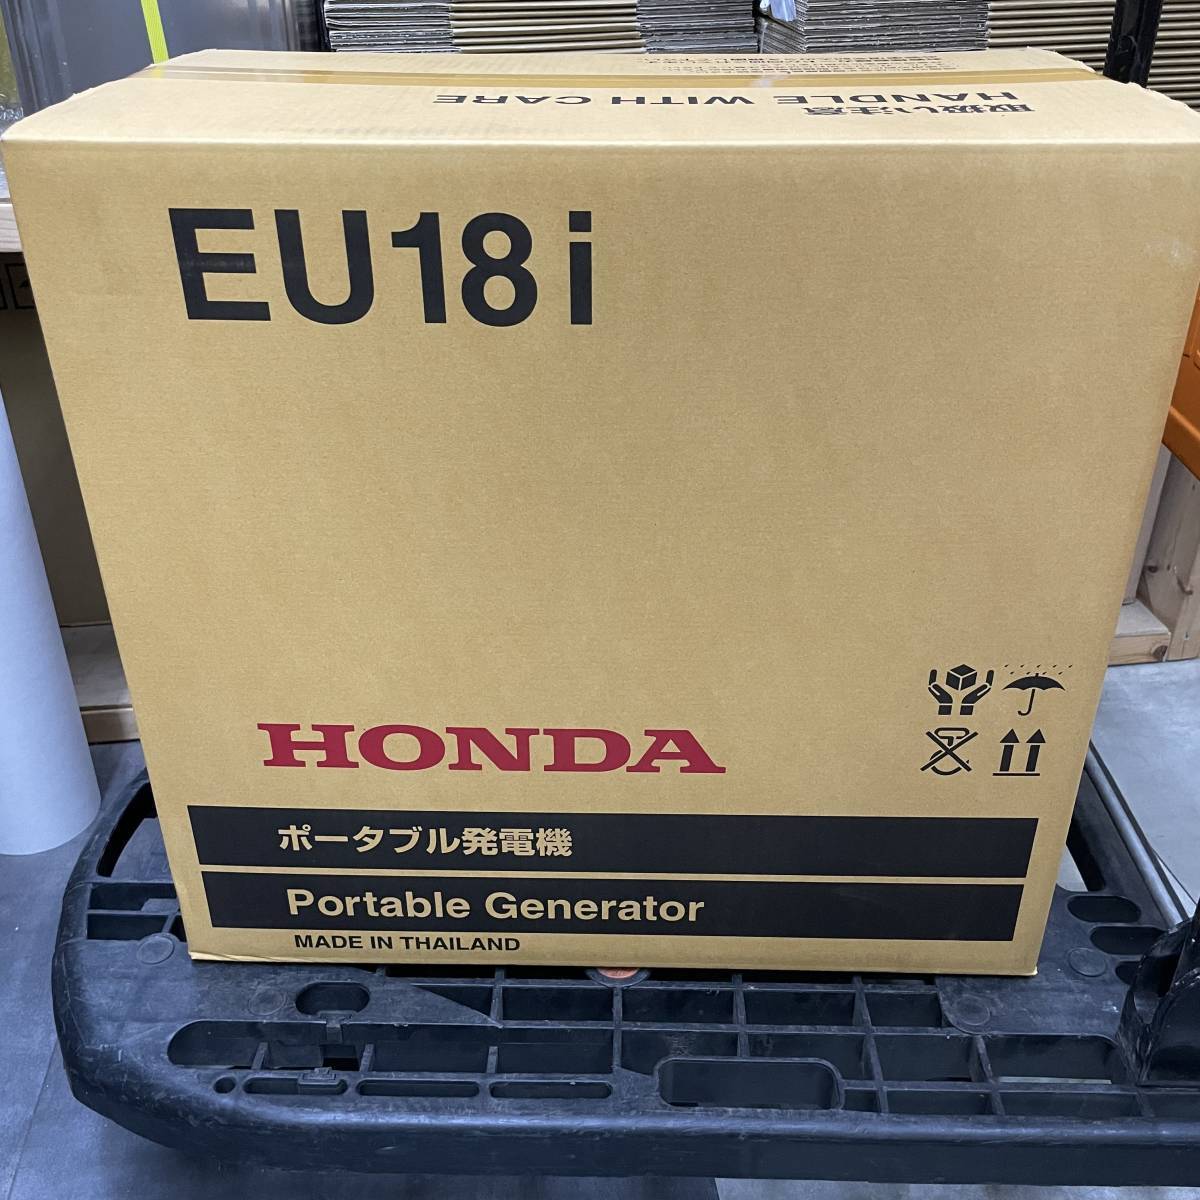 取扱い注意
HANDLE WITH CARE
EU18i
HONDA
ポータブル発電機
Portable Generator
MADE IN THAILAND